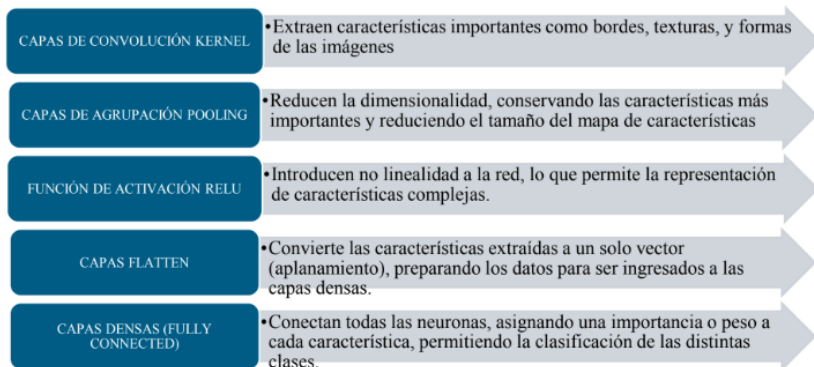 CAPAS DE CONVOLUCIÓN KERNEL
•Extraen características importantes como bordes, texturas, y formas
de las imágenes
CAPAS DE AGRUPACIÓN POOLING
•Reducen la dimensionalidad, conservando las características más
importantes y reduciendo el tamaño del mapa de características
FUNCIÓN DE ACTIVACIÓN RELU
•Introducen no linealidad a la red, lo que permite la representación
de características complejas.
CAPAS FLATTEN
•Convierte las características extraídas a un solo vector
(aplanamiento), preparando los datos para ser ingresados a las
capas densas.
CAPAS DENSAS (FULLY
CONNECTED)
•Conectan todas las neuronas, asignando una importancia o peso a
cada característica, permitiendo la clasificación de las distintas
clases.